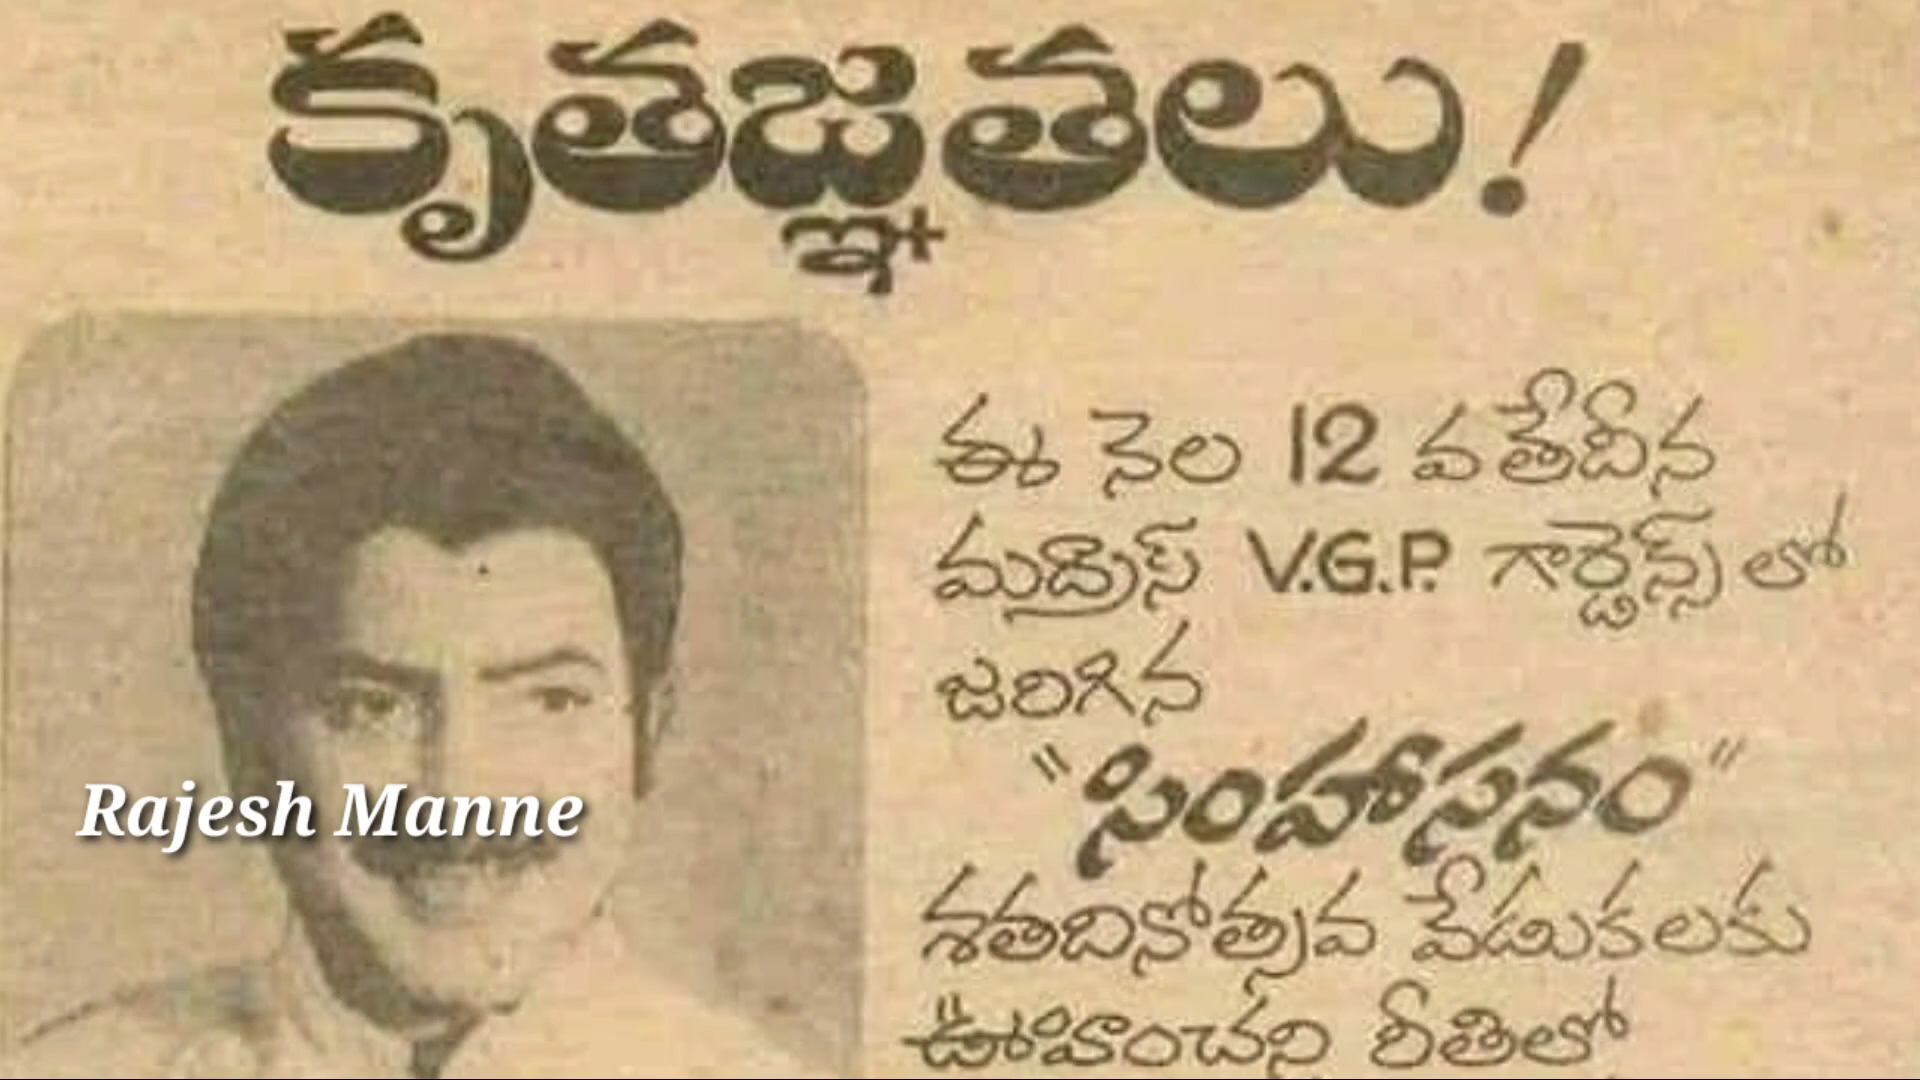 కృతజ్ఞతలు!
ఈ నెల 12 వ తేదీన
మద్రాస్ V.G.P. గార్డెన్స్ లో
జరిగిన
"సింహాసనం"
శతదినోత్సవ వేడుకలకు
ఊహించని రీతిలో
Rajesh Manne